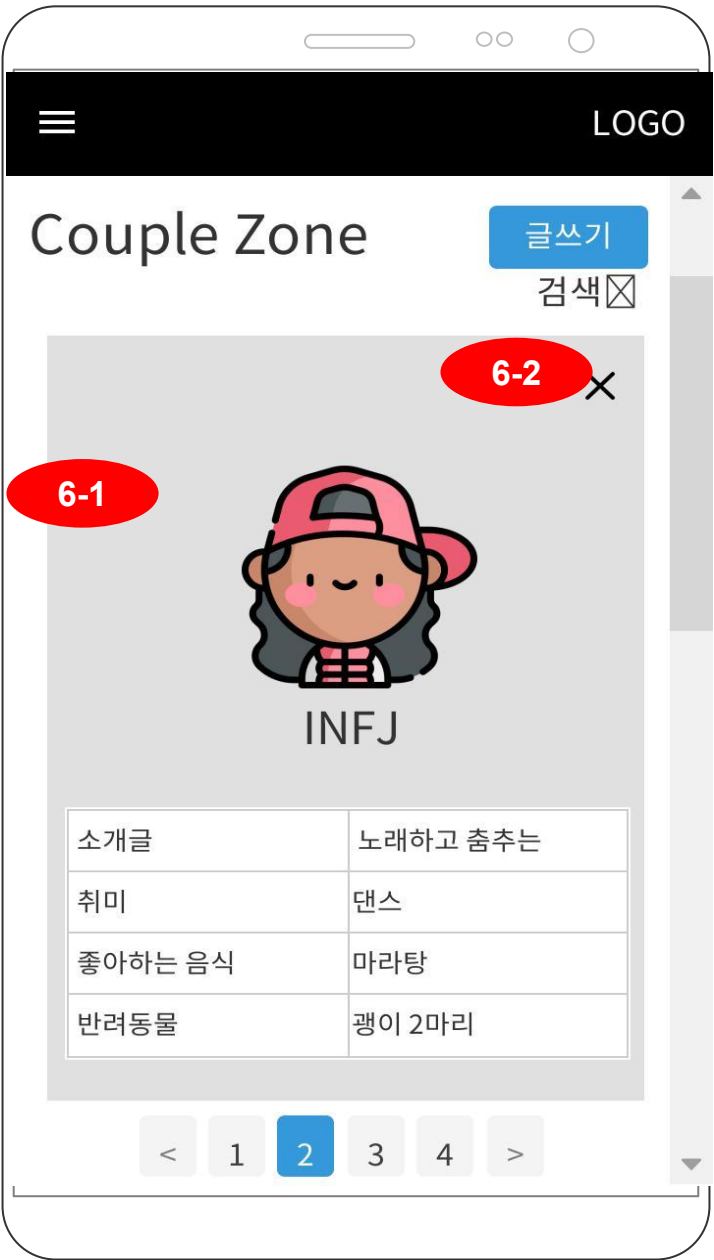 LOGO
Couple Zone
글쓰기
검색
6-2
6-1
INFJ
소개글 노래하고 춤추는
취미 댄스
좋아하는 음식 마라탕
반려동물 괭이 2마리
< 1 2 3 4 >